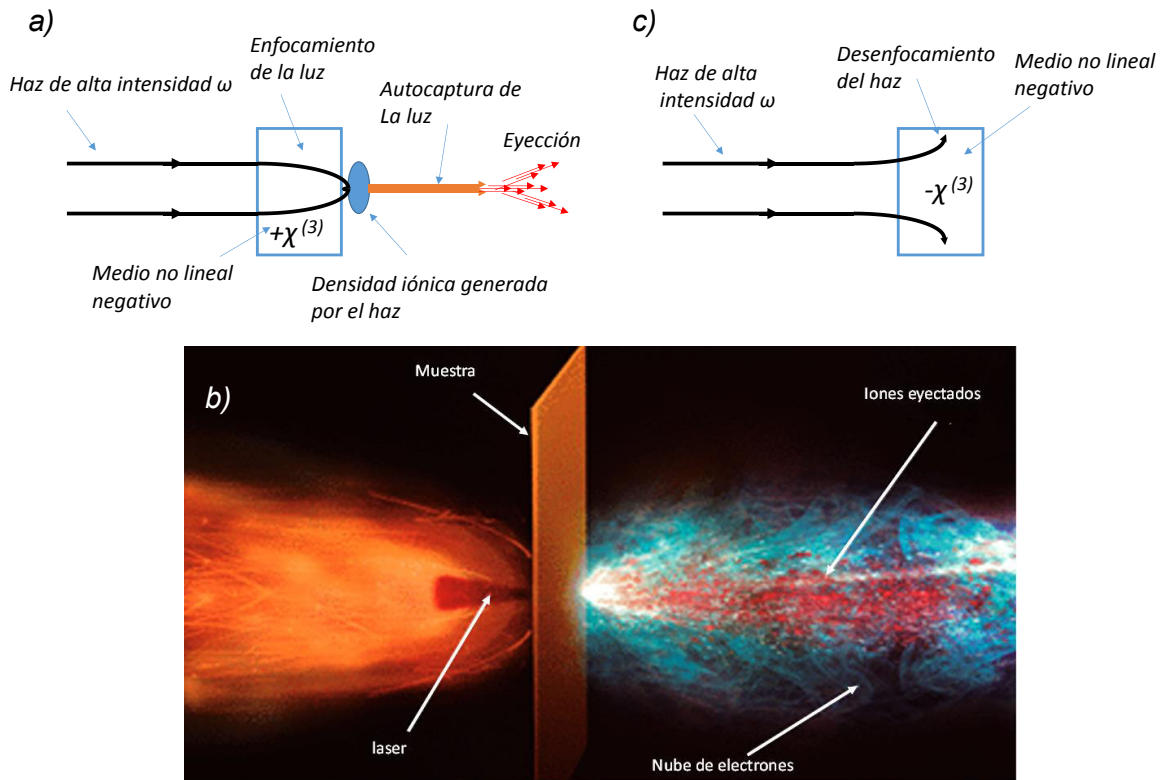 a)
Haz de alta intensidad ω
Enfocamiento
de la luz
Autocaptura de
La luz
Eyección
+χ(3)
Medio no lineal
negativo
Densidad iónica generada
por el haz
c)
Haz de alta
intensidad ω
Desenfocamiento
del haz
Medio no lineal
negativo
-χ(3)
b)
Muestra
Iones eyectados
laser
Nube de electrones